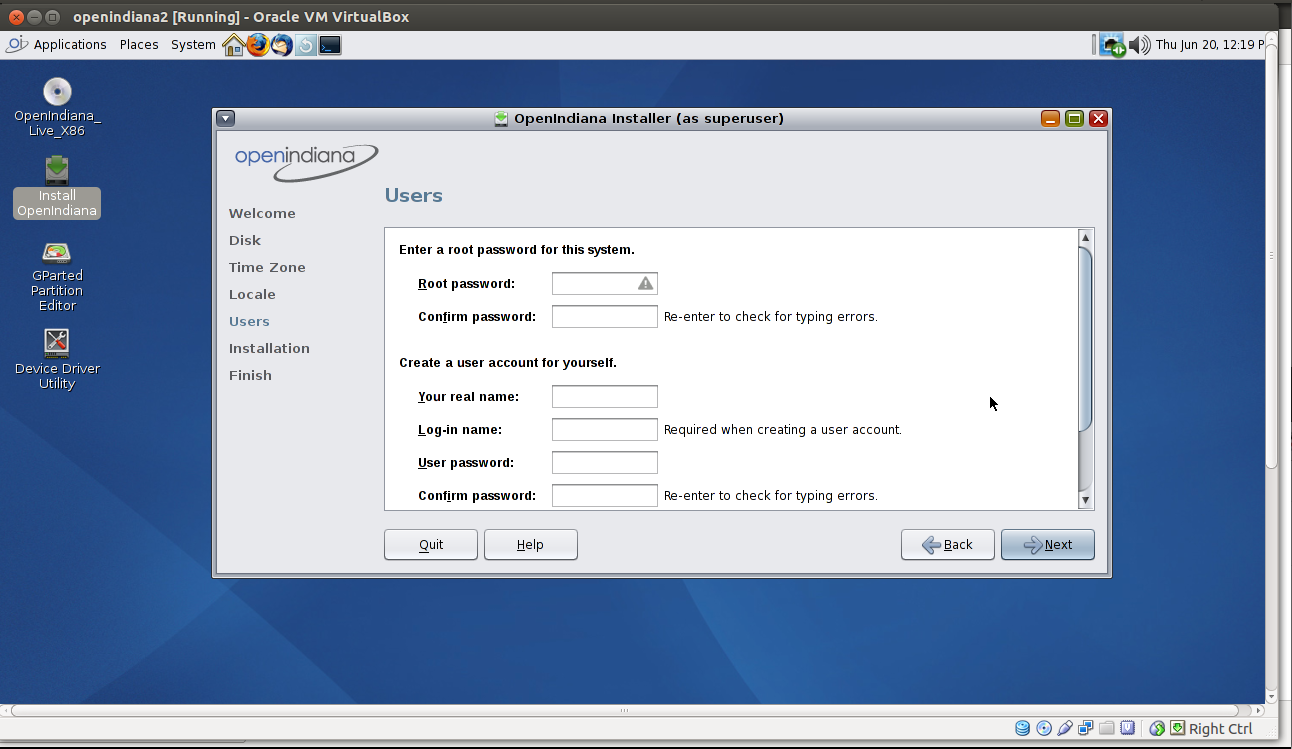 openindiana2 [Running] - Oracle VM VirtualBox
Applications Places System Thu Jun 20, 12:19 P
OpenIndiana_
Live_X86
Install
OpenIndiana
GParted
Partition
Editor
Device Driver
Utility
OpenIndiana Installer (as superuser)
openindiana
Welcome
Disk
Time Zone
Locale
Users
Installation
Finish
Users
Enter a root password for this system.
Root password:
Confirm password: Re-enter to check for typing errors.
Create a user account for yourself.
Your real name:
Log-in name: Required when creating a user account.
User password:
Confirm password: Re-enter to check for typing errors.
Quit Help Back Next
Right Ctrl